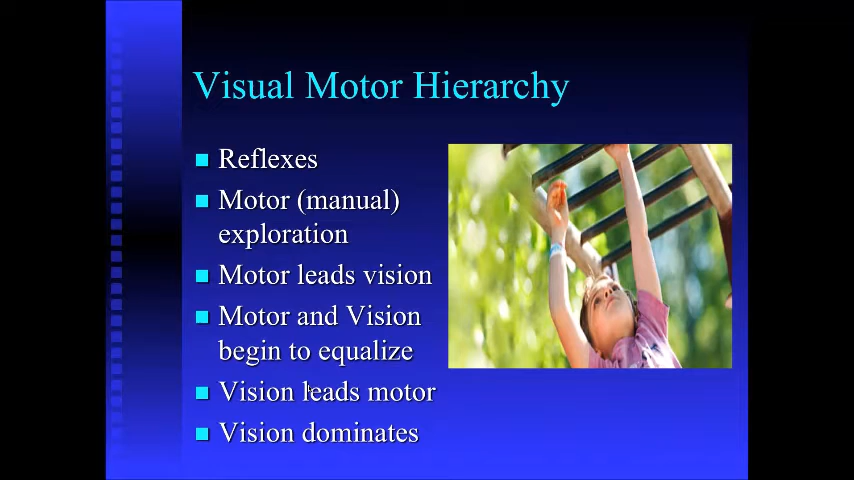 Visual Motor Hierarchy
Reflexes
Motor (manual)
exploration
Motor leads vision
Motor and Vision
begin to equalize
Vision leads motor
Vision dominates